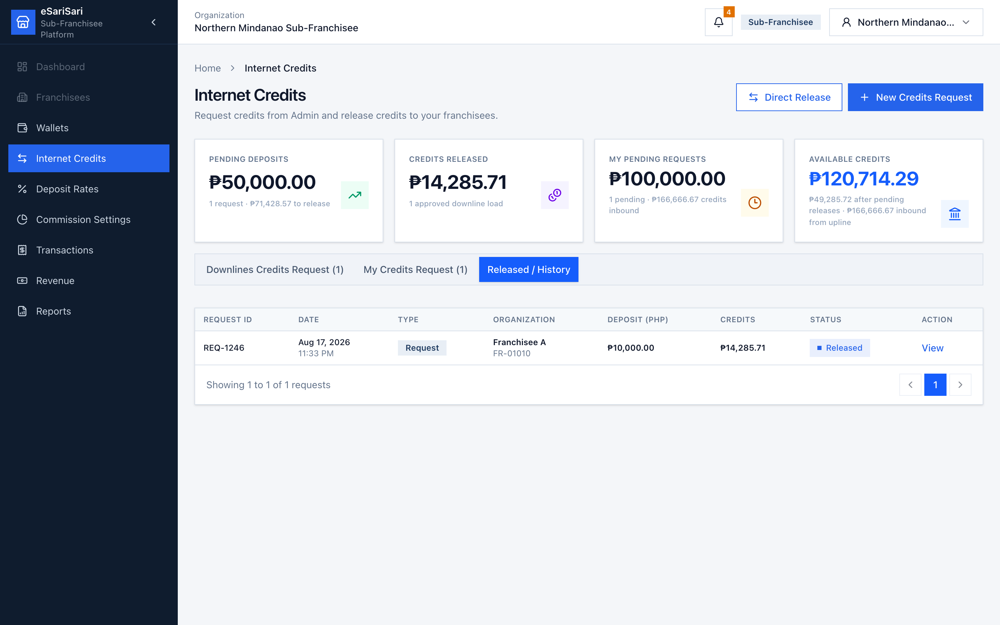 eSariSari
Sub-Franchisee
Platform
Dashboard
Franchisees
Wallets
Internet Credits
Deposit Rates
Commission Settings
Transactions
Revenue
Reports
Organization
Northern Mindanao Sub-Franchisee
4
Sub-Franchisee
Northern Mindanao...
Home > Internet Credits
Internet Credits
Request credits from Admin and release credits to your franchisees.
Direct Release
+ New Credits Request
PENDING DEPOSITS
₱50,000.00
1 request · ₱71,428.57 to release
CREDITS RELEASED
₱14,285.71
1 approved downline load
MY PENDING REQUESTS
₱100,000.00
1 pending · ₱166,666.67 credits
inbound
AVAILABLE CREDITS
₱120,714.29
₱49,285.72 after pending
releases · ₱166,666.67 inbound
from upline
Downlines Credits Request (1) My Credits Request (1) Released / History
REQUEST ID DATE TYPE ORGANIZATION DEPOSIT (PHP) CREDITS STATUS ACTION
REQ-1246 Aug 17, 2026 11:33 PM Request Franchisee A FR-01010 ₱10,000.00 ₱14,285.71 Released View
Showing 1 to 1 of 1 requests
1